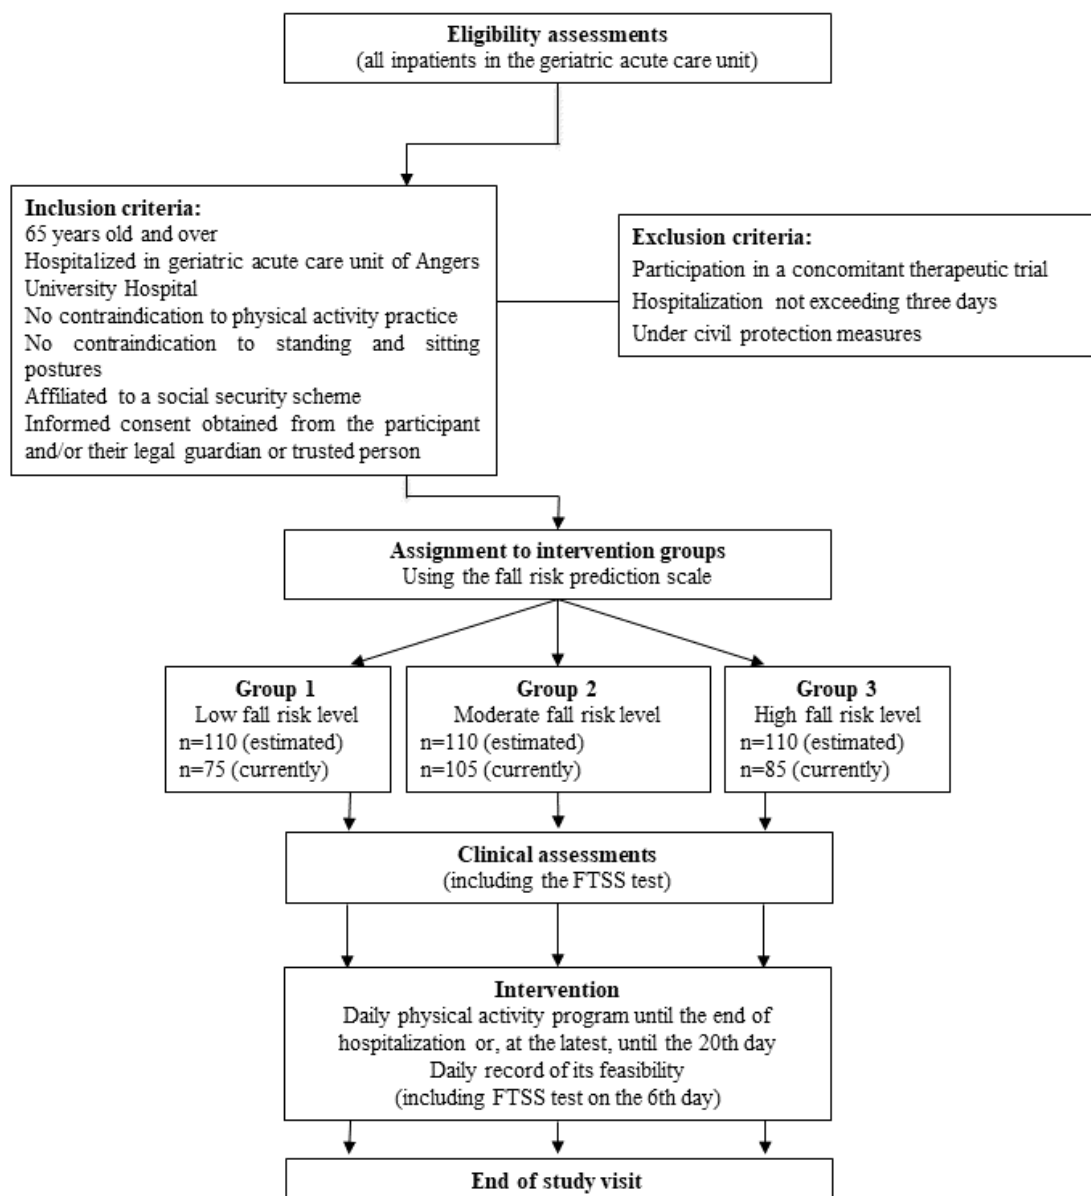 Eligibility assessments
(all inpatients in the geriatric acute care unit)
Inclusion criteria:
65 years old and over
Hospitalized in geriatric acute care unit of Angers
University Hospital
No contraindication to physical activity practice
No contraindication to standing and sitting
postures
Affiliated to a social security scheme
Informed consent obtained from the participant
and/or their legal guardian or trusted person
Exclusion criteria:
Participation in a concomitant therapeutic trial
Hospitalization not exceeding three days
Under civil protection measures
Assignment to intervention groups
Using the fall risk prediction scale
Group 1
Low fall risk level
n=110 (estimated)
n=75 (currently)
Group 2
Moderate fall risk level
n=110 (estimated)
n=105 (currently)
Group 3
High fall risk level
n=110 (estimated)
n=85 (currently)
Clinical assessments
(including the FTSS test)
Intervention
Daily physical activity program until the end of
hospitalization or, at the latest, until the 20th day
Daily record of its feasibility
(including FTSS test on the 6th day)
End of study visit